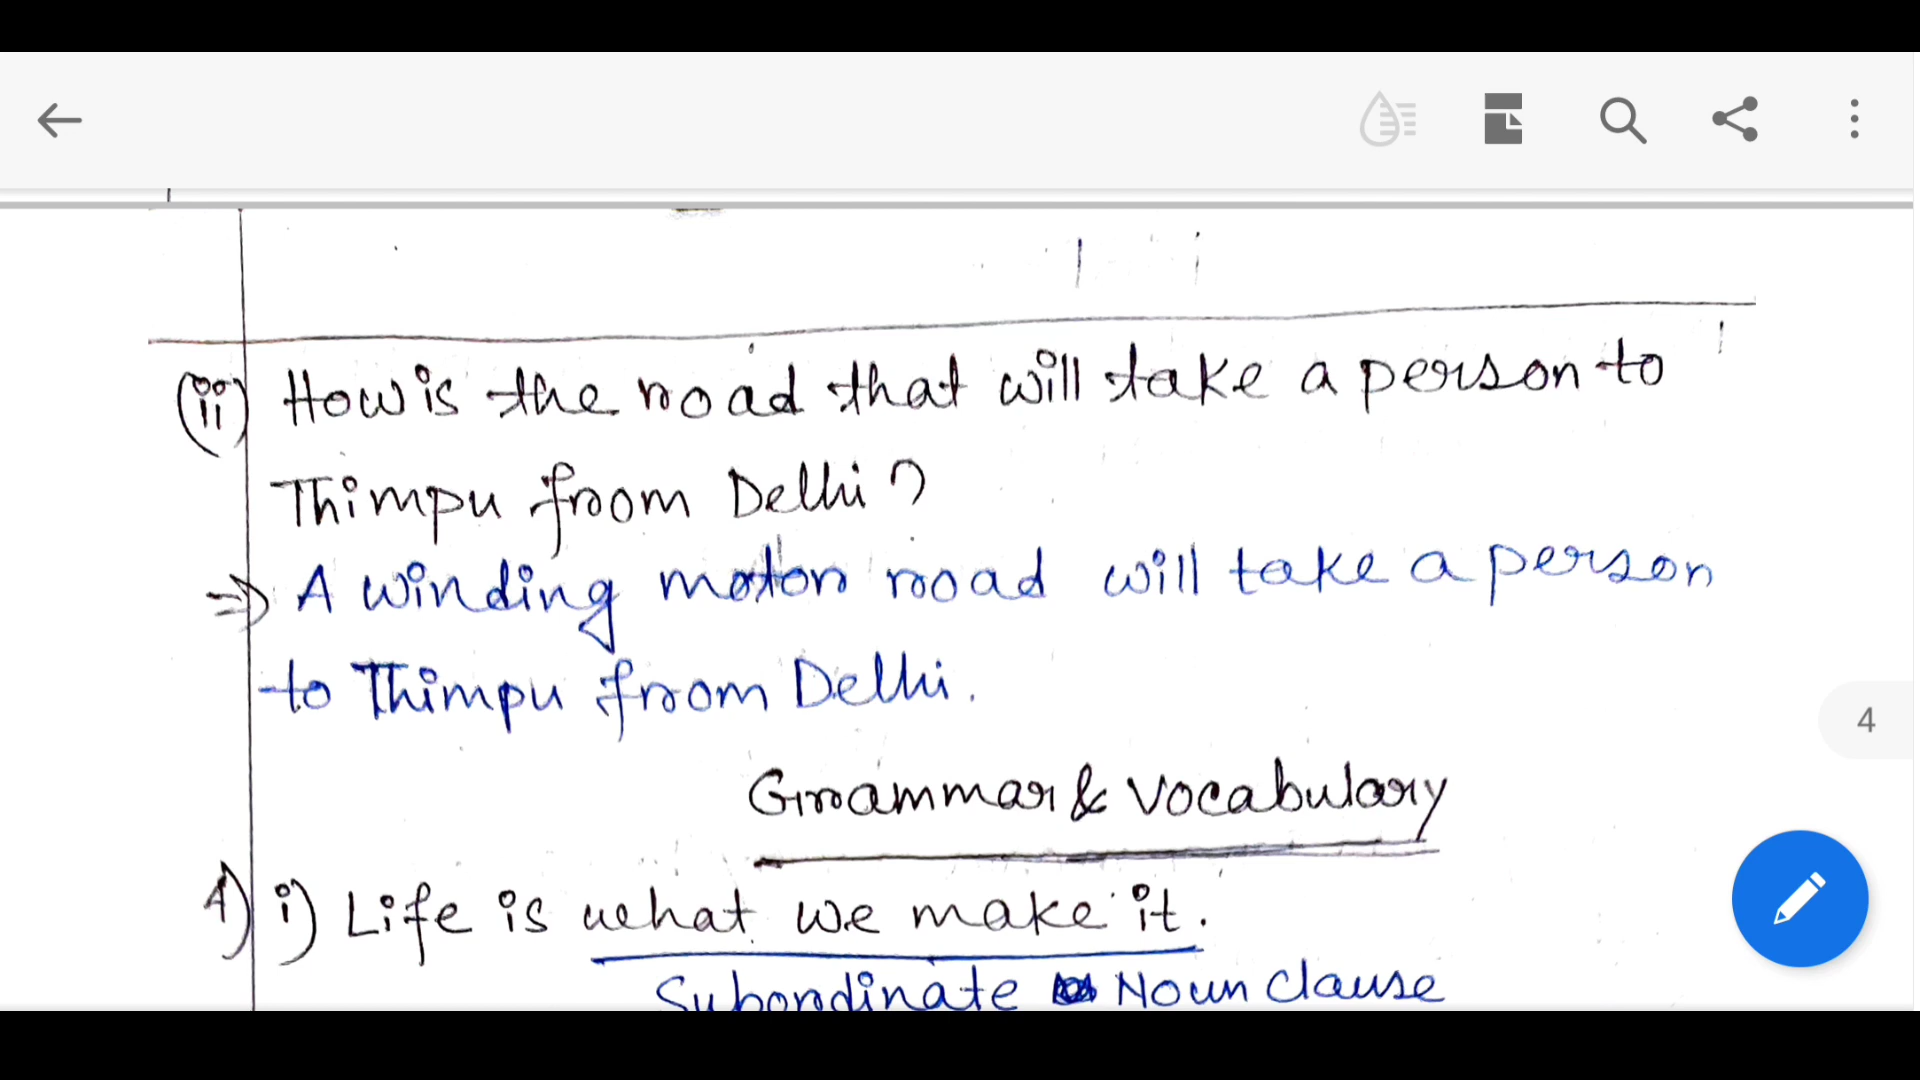 (ii) How is the road that will take a person to
Thimpu from Delhi?
⇒ A winding motor road will take a person
to Thimpu from Delhi.
4
Grammar & Vocabulary
1) i) Life is what we make it.
Subordinate Noun Clause